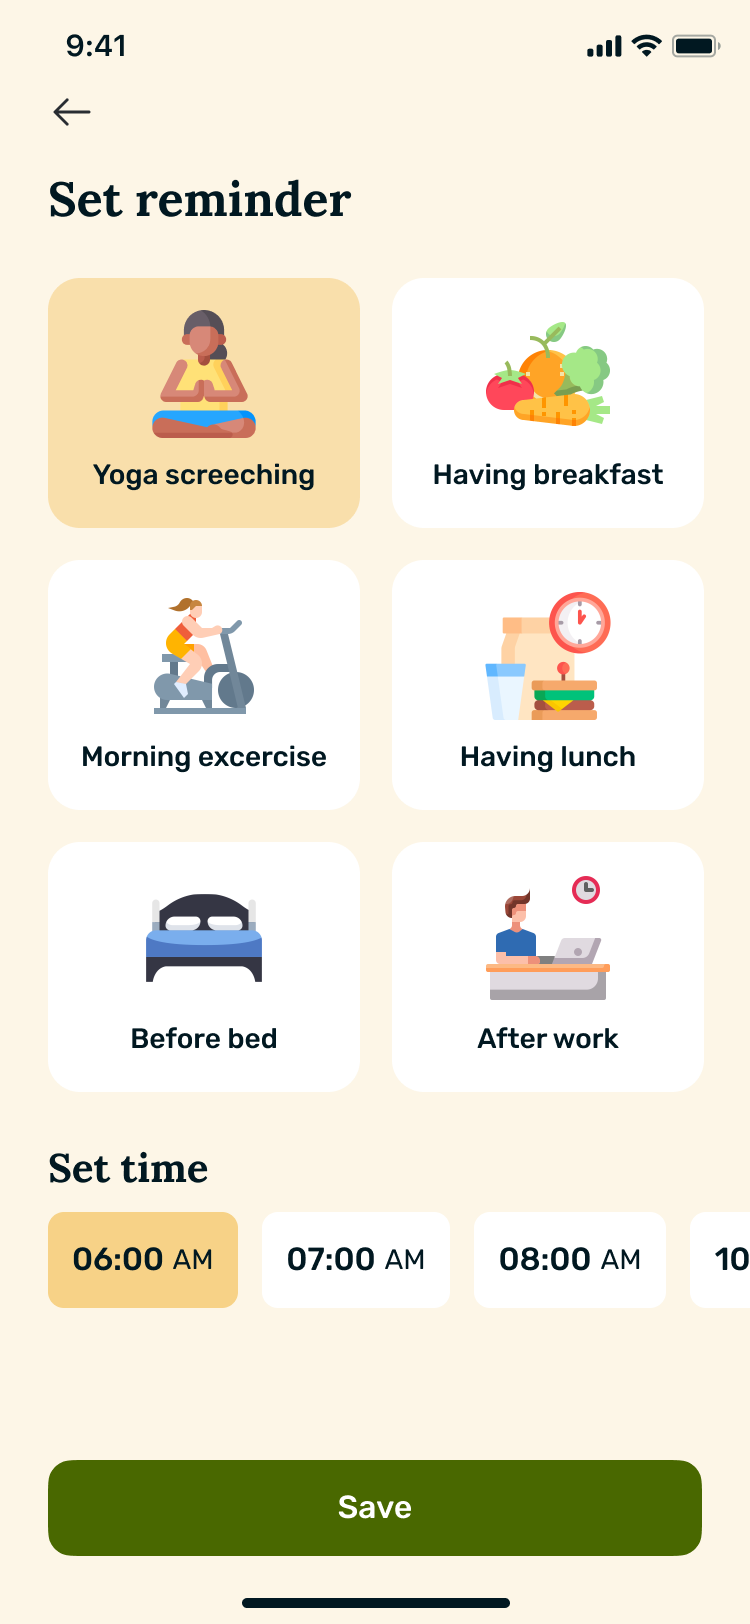 9:41
Set reminder
Yoga screeching
Having breakfast
Morning excercise
Having lunch
Before bed
After work
Set time
06:00 AM
07:00 AM
08:00 AM
10
Save